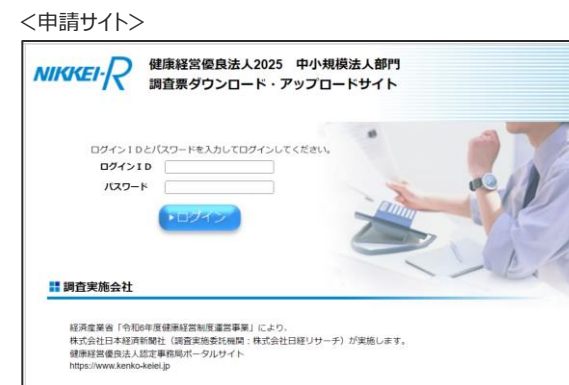 <申請サイト>
NIKKEI-R
健康経営優良法人2025 中小規模法人部門
調査票ダウンロード・アップロードサイト
ログインIDとパスワードを入力してログインしてください。
ログインID
パスワード
ログイン
調査実施会社
経済産業省「令和6年度健康経営制度運営事業」により、
株式会社日本経済新聞社（調査実施委託機関：株式会社日経リサーチ）が実施します。
健康経営優良法人認定事務局ポータルサイト
https://www.kenko-keiei.jp